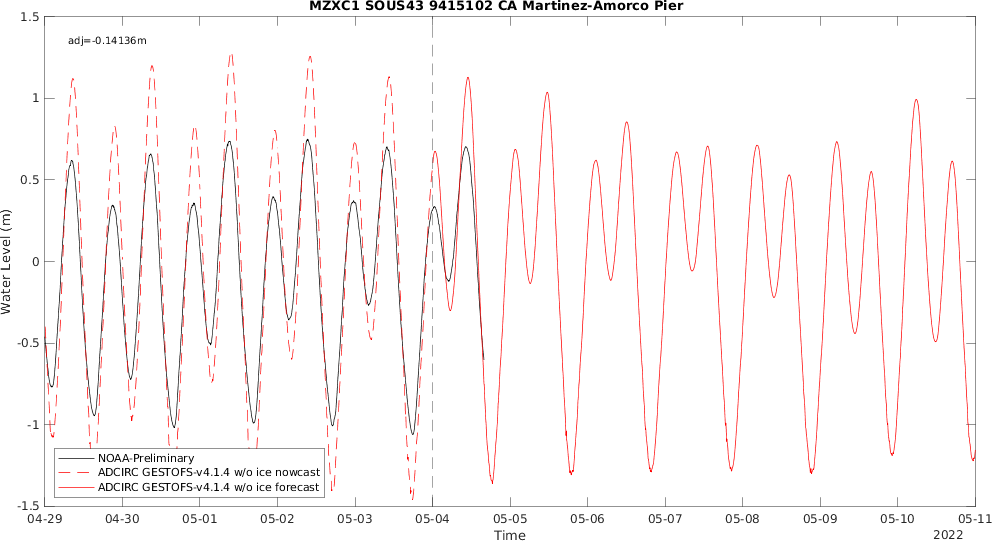 MZXC1 SOUS43 9415102 CA Martinez-Amorco Pier
adj=-0.14136m
1.5
1
0.5
0
-0.5
-1
-1.5
Water Level (m)
NOAA-Preliminary
ADCIRC GESTOFS-v4.1.4 w/o ice nowcast
ADCIRC GESTOFS-v4.1.4 w/o ice forecast
04-29 04-30 05-01 05-02 05-03 05-04 05-05 05-06 05-07 05-08 05-09 05-10 05-11
Time
2022